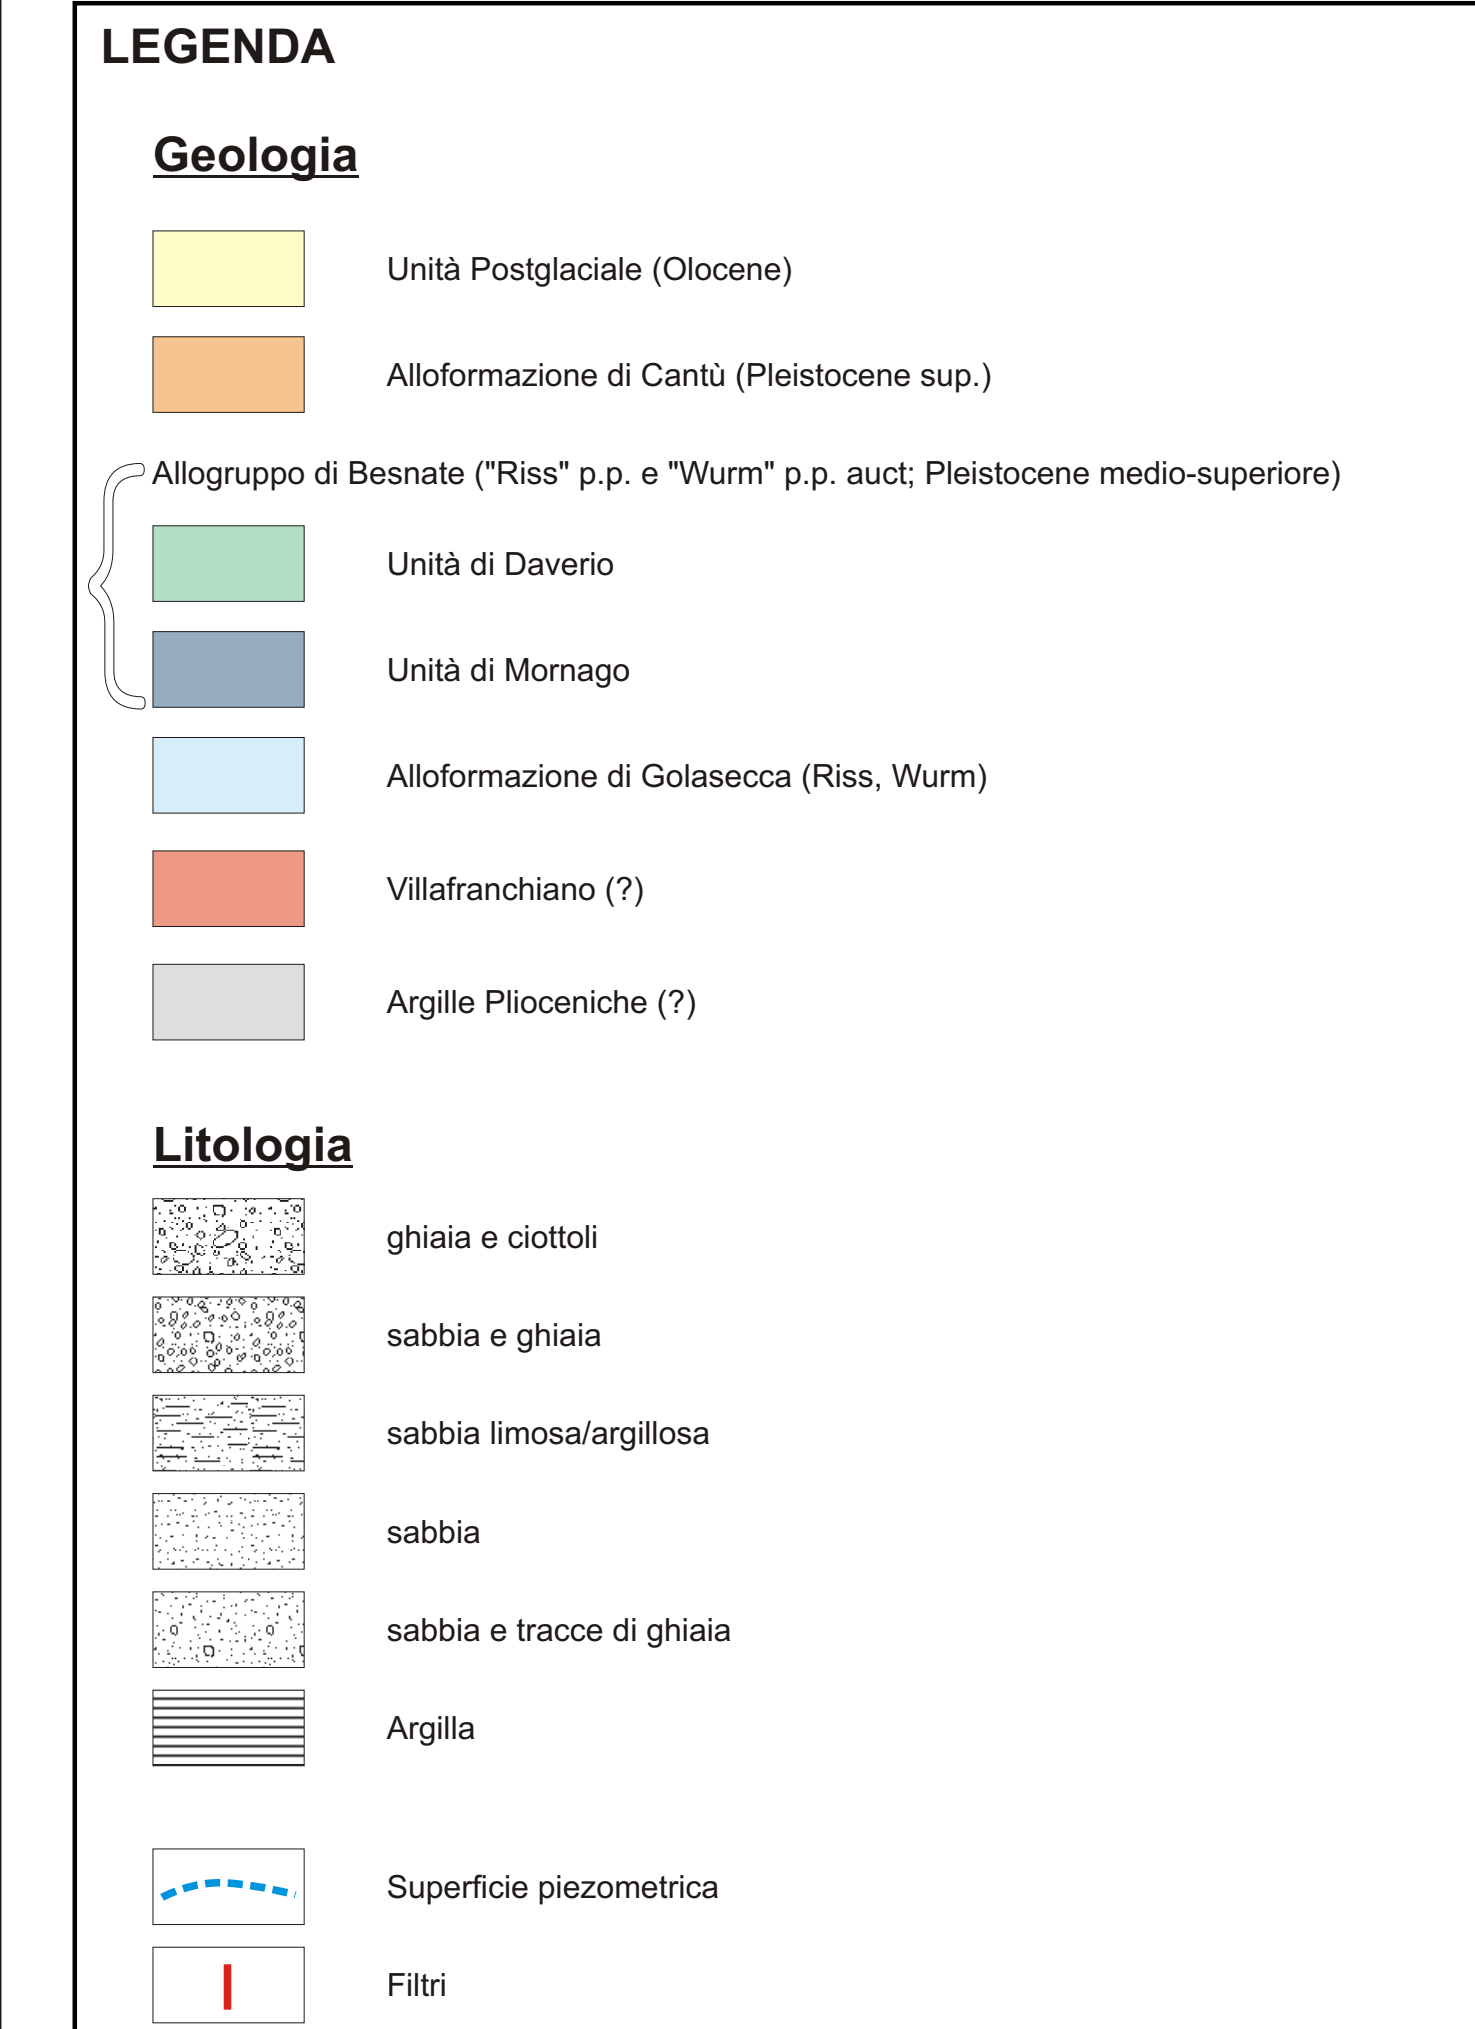 LEGENDA
Geologia
Unità Postglaciale (Olocene)
Alloformazione di Cantù (Pleistocene sup.)
Allogruppo di Besnate ("Riss" p.p. e "Wurm" p.p. auct; Pleistocene medio-superiore)
Unità di Daverio
Unità di Mornago
Alloformazione di Golasecca (Riss, Wurm)
Villafranchiano (?)
Argille Plioceniche (?)
Litologia
ghiaia e ciottoli
sabbia e ghiaia
sabbia limosa/argillosa
sabbia
sabbia e tracce di ghiaia
Argilla
Superficie piezometrica
Filtri